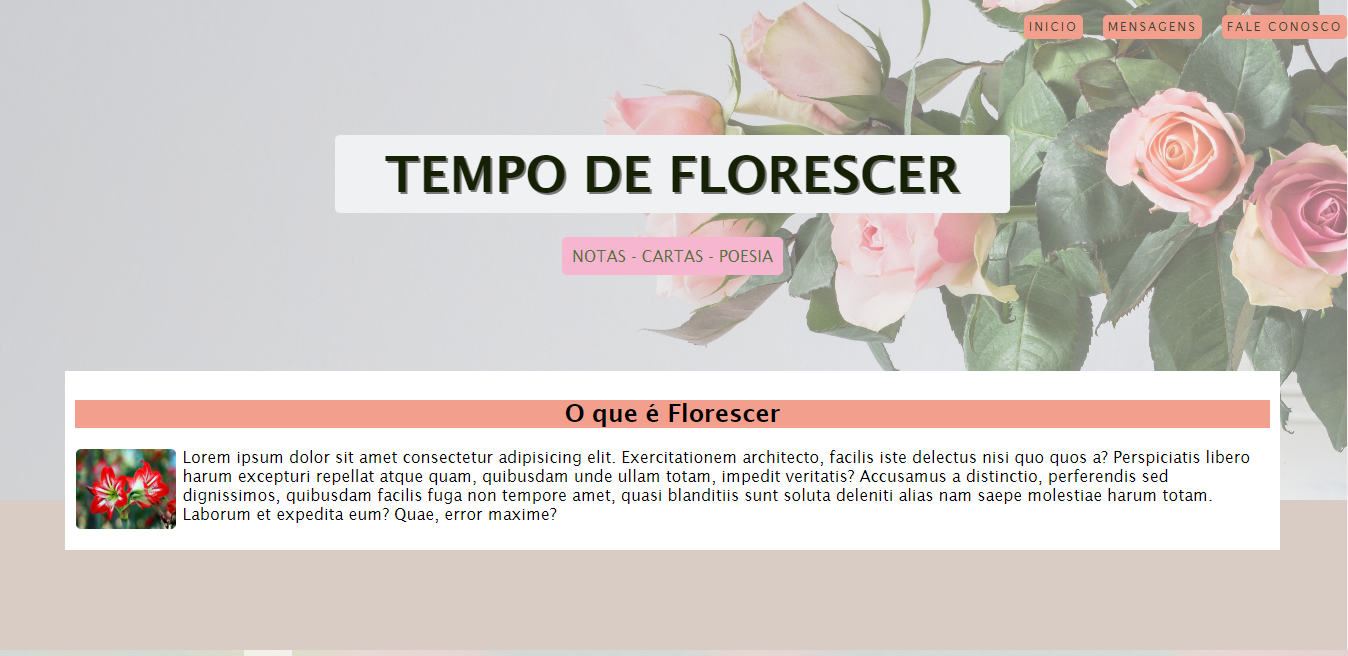 INICIO MENSAGENS FALE CONOSCO
TEMPO DE FLORESCER
NOTAS - CARTAS - POESIA
O que é Florescer
Lorem ipsum dolor sit amet consectetur adipisicing elit. Exercitationem architecto, facilis iste delectus nisi quo quos a? Perspiciatis libero
harum excepturi repellat atque quam, quibusdam unde ullam totam, impedit veritatis? Accusamus a distinctio, perferendis sed
dignissimos, quibusdam facilis fuga non tempore amet, quasi blanditiis sunt soluta deleniti alias nam saepe molestiae harum totam.
Laborum et expedita eum? Quae, error maxime?